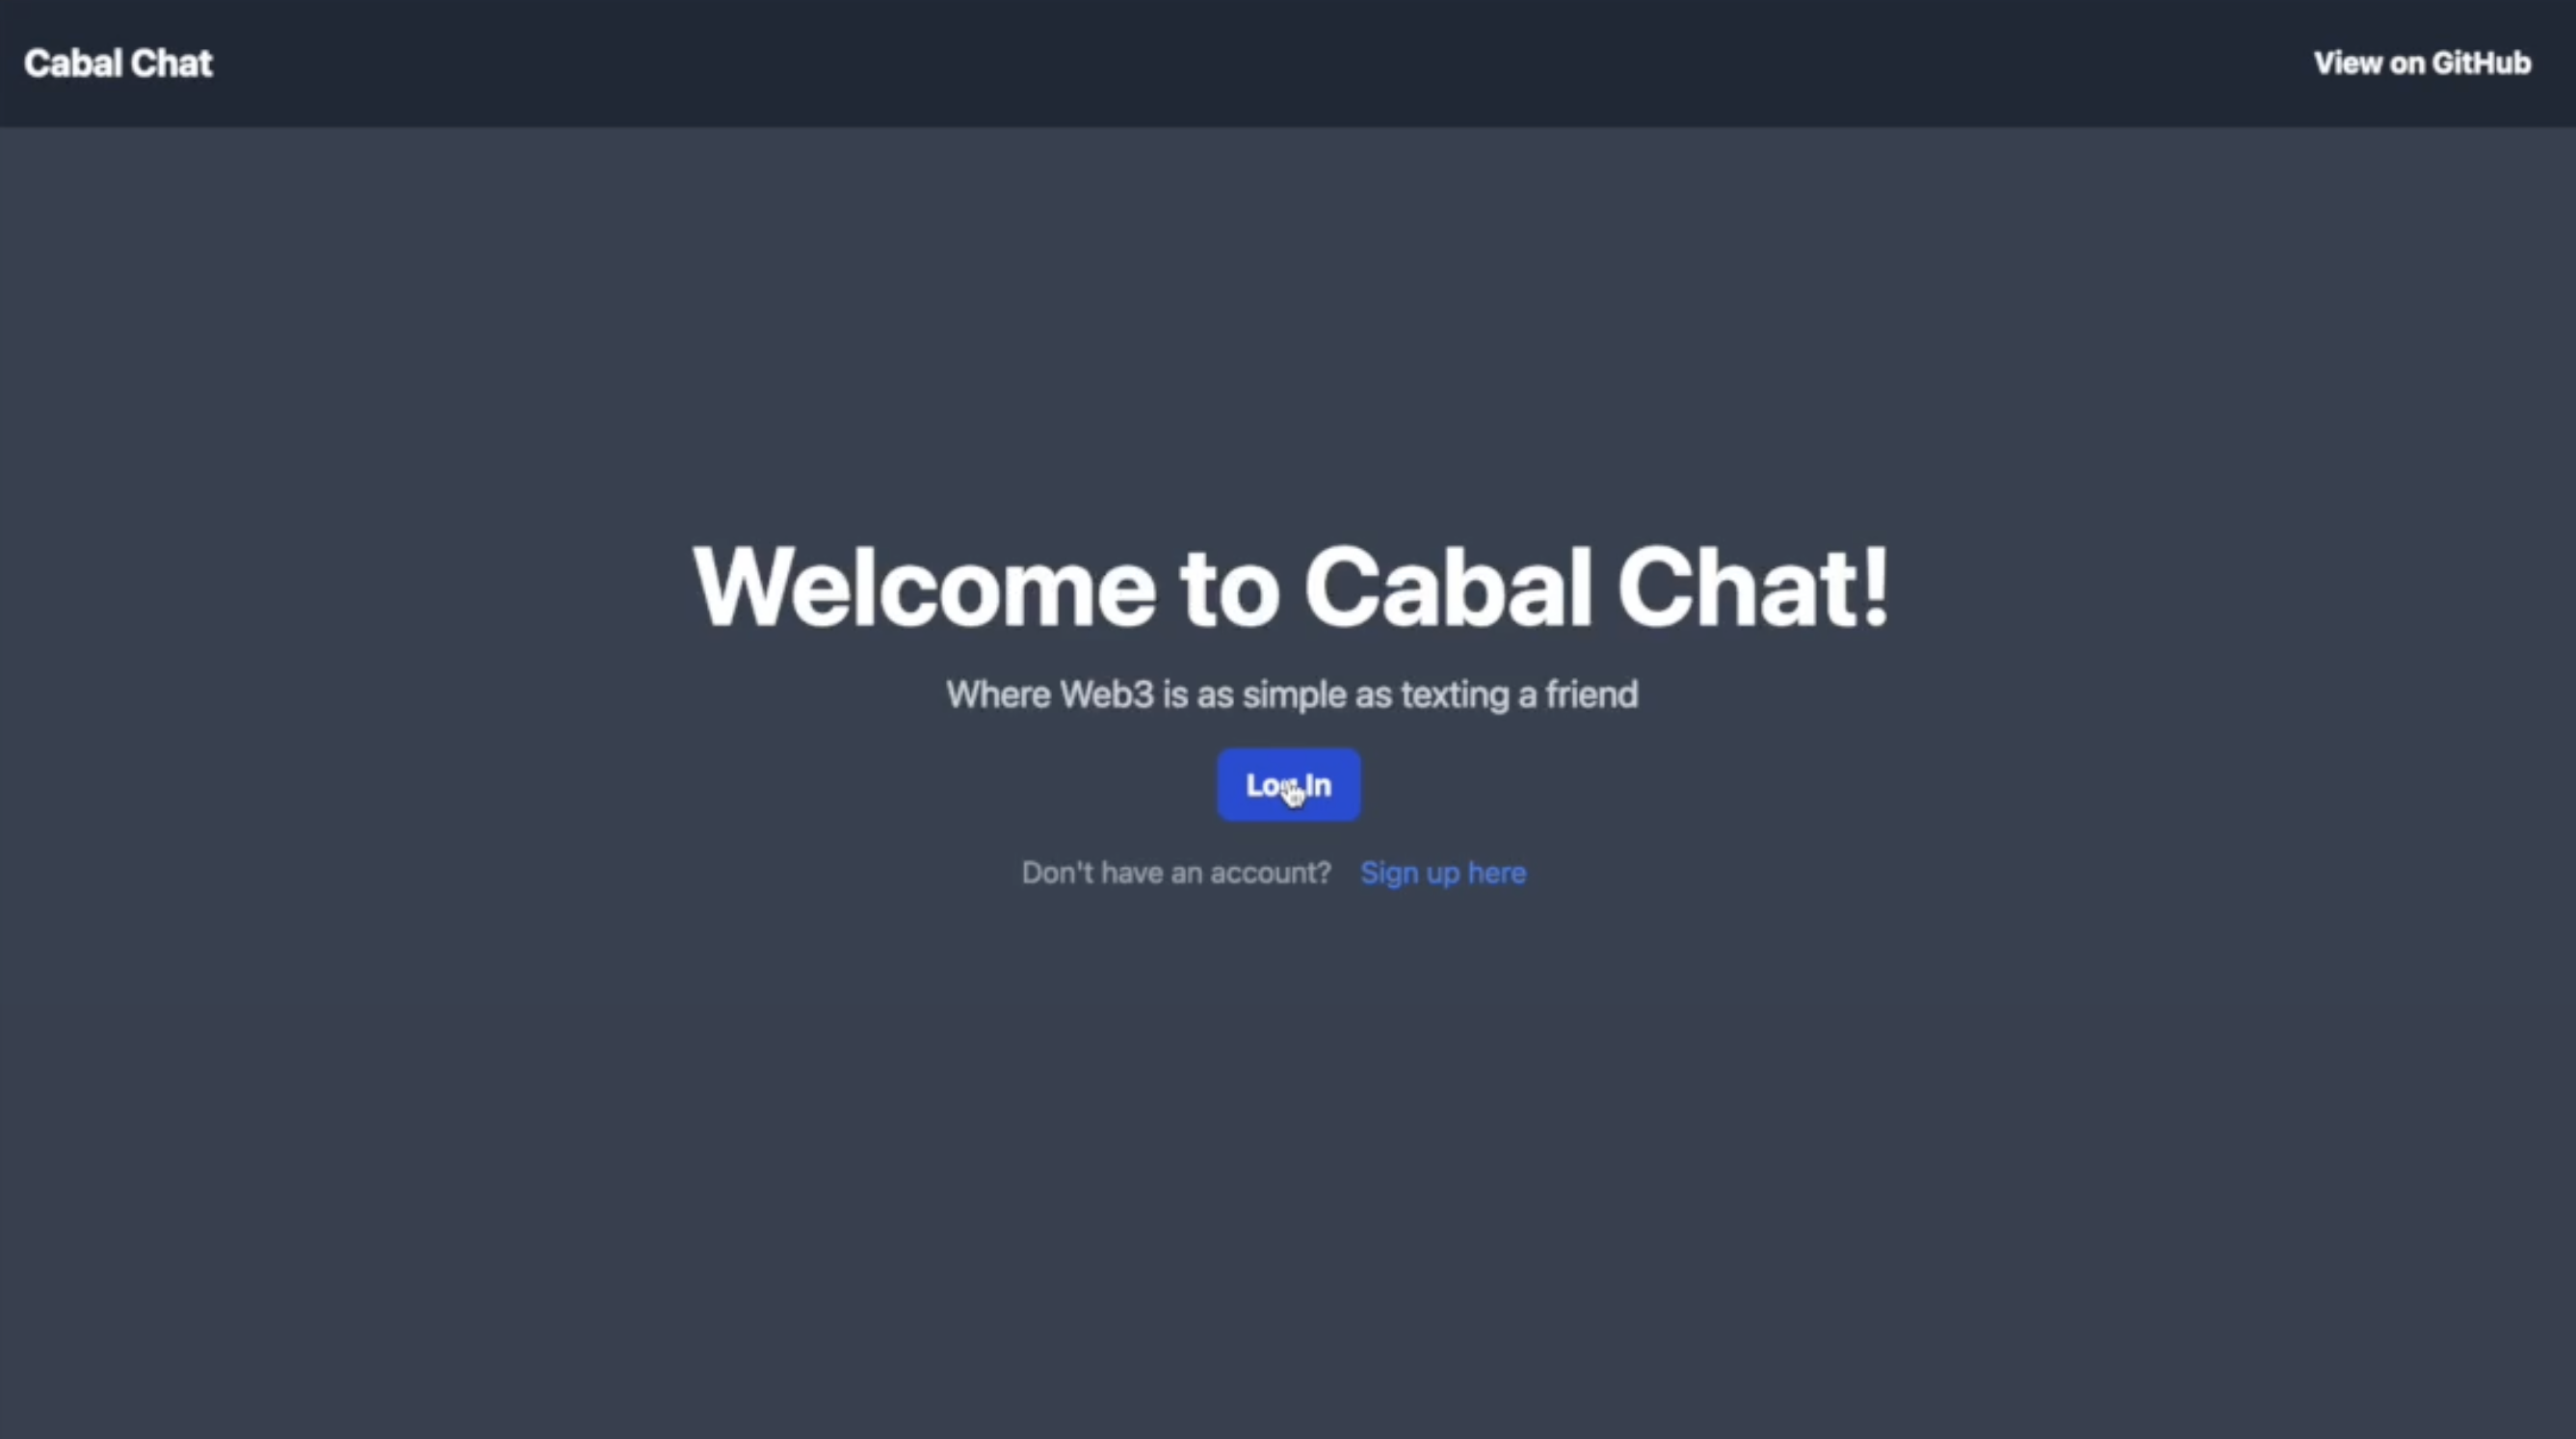 Cabal Chat
View on GitHub
Welcome to Cabal Chat!
Where Web3 is as simple as texting a friend
Log In
Don't have an account? Sign up here